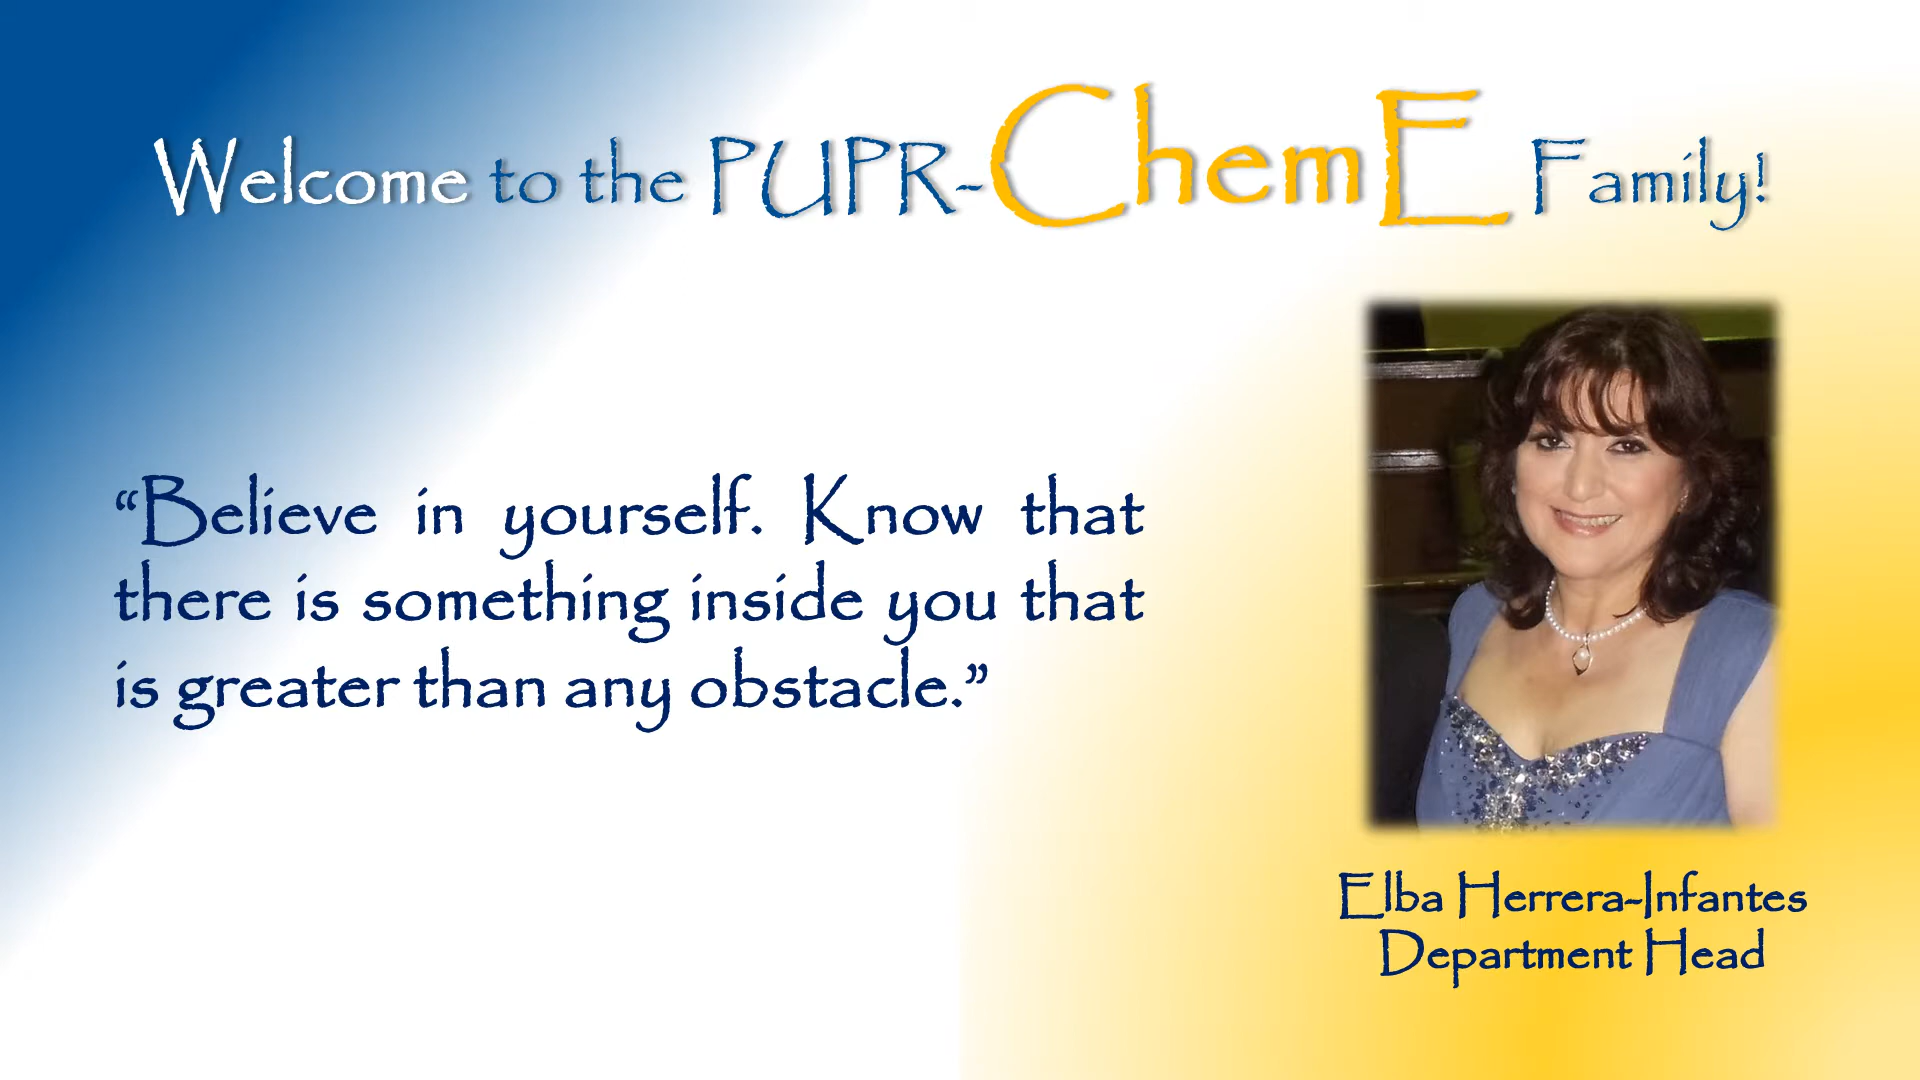 Welcome to the PUPR-ChemE Family!
“Believe in yourself. Know that
there is something inside you that
is greater than any obstacle.”
Elba Herrera-Infantes
Department Head